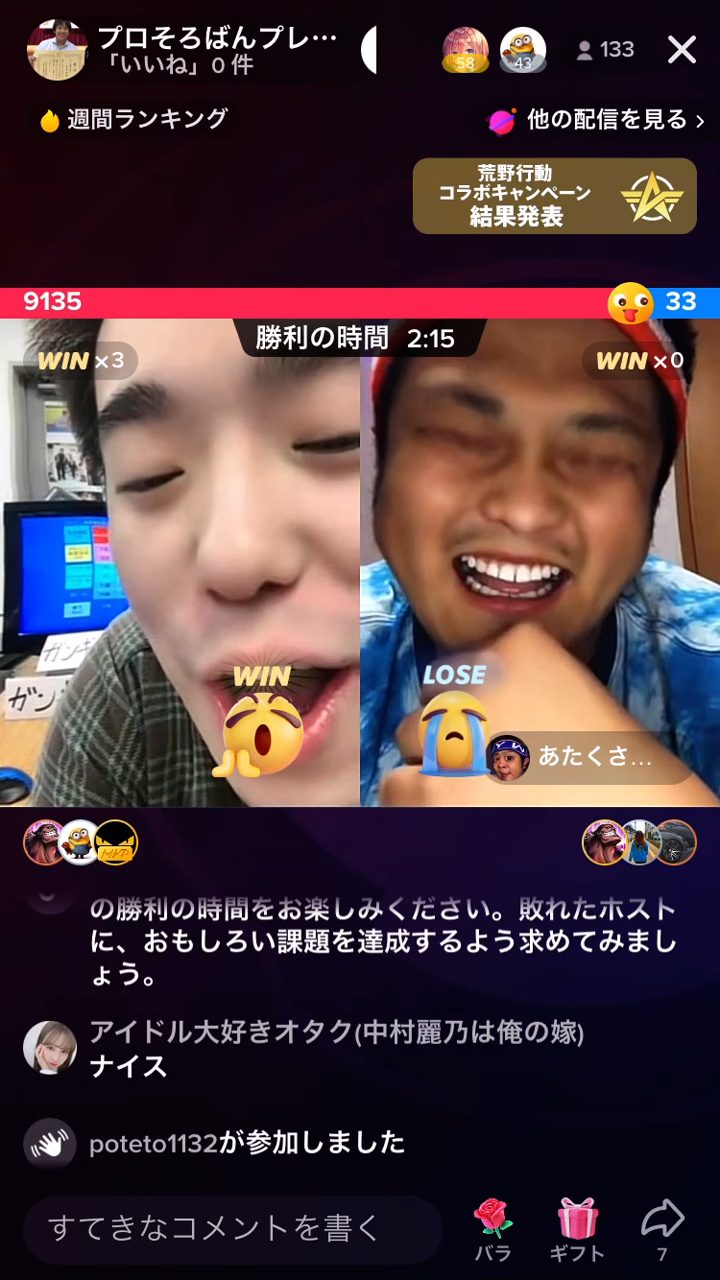 プロそろばんプレ…
「いいね」0 件
58
43
133
週間ランキング
他の配信を見る
荒野行動
コラボキャンペーン
結果発表
9135
33
勝利の時間 2:15
WIN ×3
WIN ×0
ガンギ
ガン
WIN
LOSE
あたくさ…
の勝利の時間をお楽しみください。敗れたホスト
に、おもしろい課題を達成するよう求めてみまし
ょう。
アイドル大好きオタク(中村麗乃は俺の嫁)
ナイス
poteto1132が参加しました
すてきなコメントを書く
バラ
ギフト
7